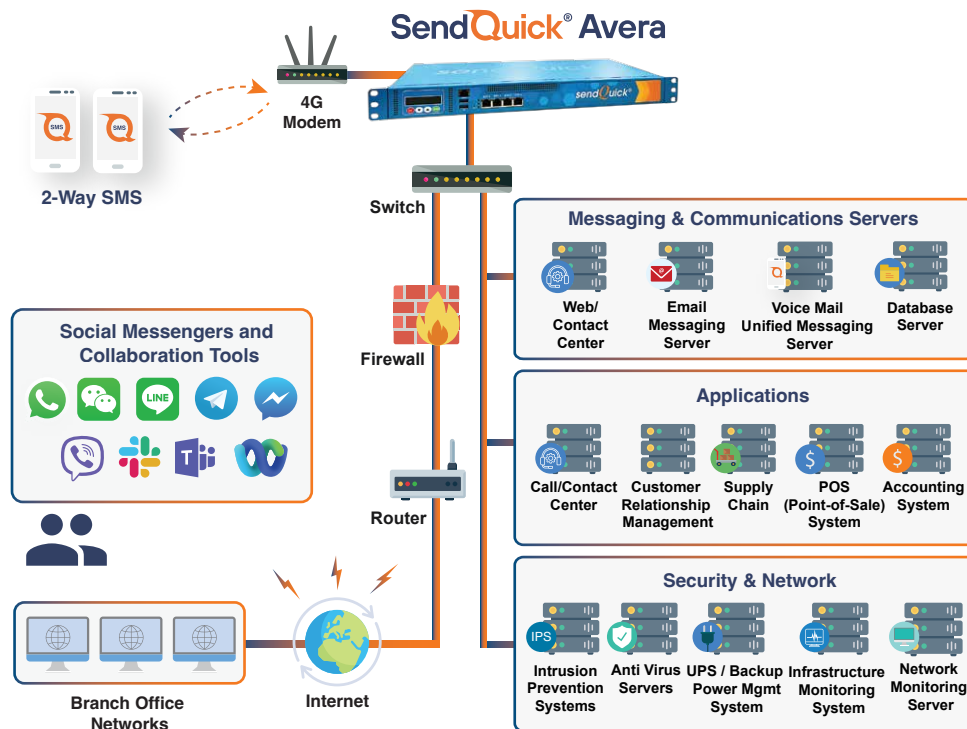 SendQuick® Avera
4G
Modem
sendQuick®
SMS
SMS
2-Way SMS
Switch
Messaging & Communications Servers
Web/
Contact
Center
Email
Messaging
Server
Voice Mail
Unified Messaging
Server
Database
Server
Firewall
Social Messengers and
Collaboration Tools
LINE
T
Applications
$
$
Call/Contact
Center
Customer
Relationship
Management
Supply
Chain
POS
(Point-of-Sale)
System
Accounting
System
Router
Security & Network
IPS
Intrusion
Prevention
Systems
Anti Virus
Servers
UPS / Backup
Power Mgmt
System
Infrastructure
Monitoring
System
Network
Monitoring
Server
Internet
Branch Office
Networks